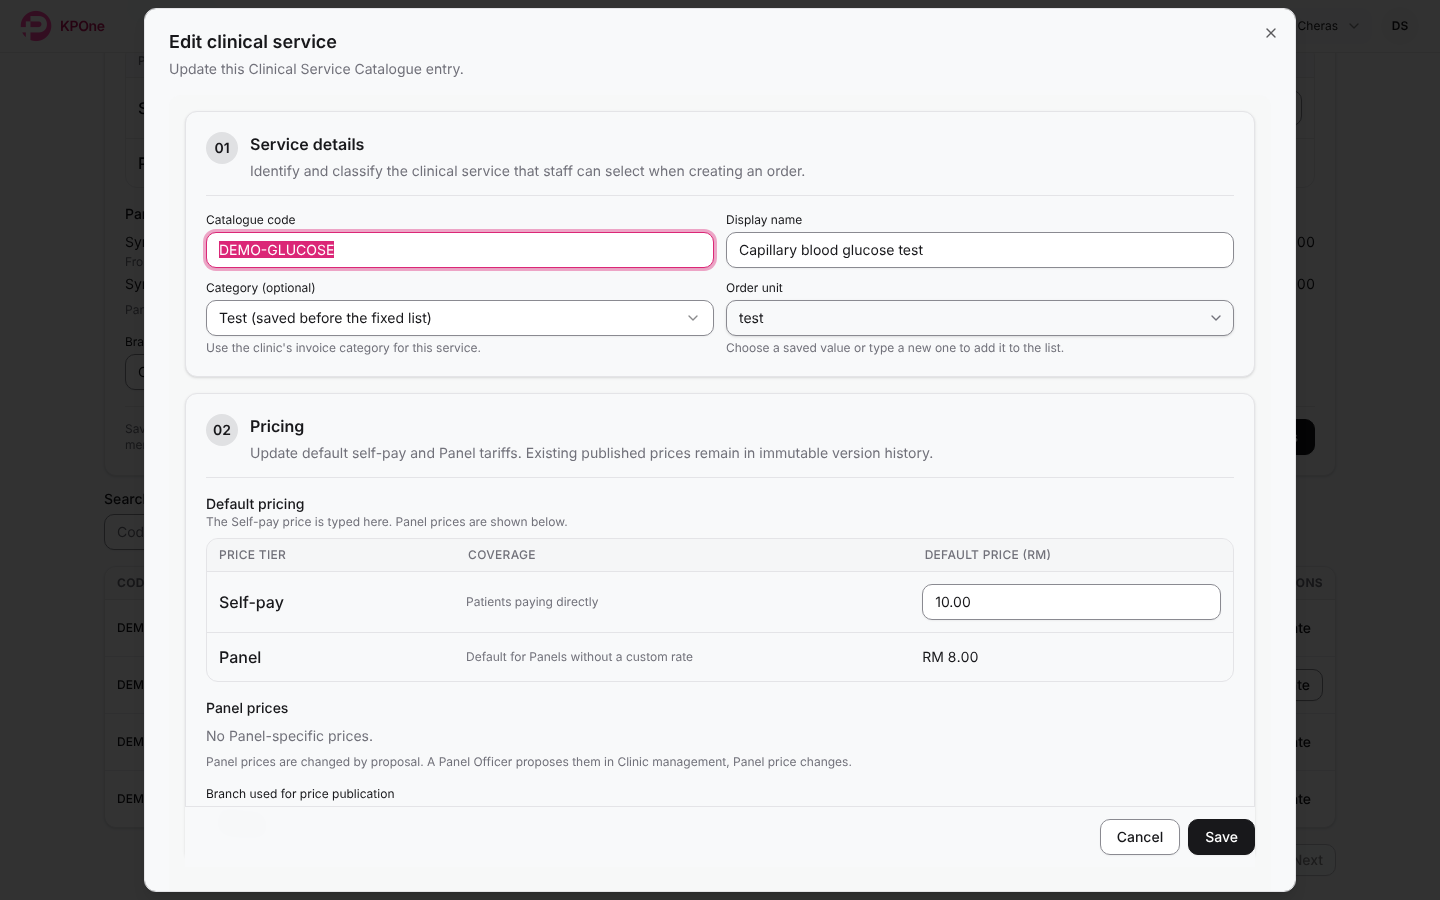 KPOne
Cheras
DS
Edit clinical service
Update this Clinical Service Catalogue entry.
01
Service details
Identify and classify the clinical service that staff can select when creating an order.
Catalogue code
Display name
DEMO-GLUCOSE
Capillary blood glucose test
Category (optional)
Order unit
Test (saved before the fixed list)
test
Use the clinic's invoice category for this service.
Choose a saved value or type a new one to add it to the list.
02
Pricing
Update default self-pay and Panel tariffs. Existing published prices remain in immutable version history.
Default pricing
The Self-pay price is typed here. Panel prices are shown below.
PRICE TIER
COVERAGE
DEFAULT PRICE (RM)
Self-pay
Patients paying directly
10.00
Panel
Default for Panels without a custom rate
RM 8.00
Panel prices
No Panel-specific prices.
Panel prices are changed by proposal. A Panel Officer proposes them in Clinic management, Panel price changes.
Branch used for price publication
Cancel
Save
Next